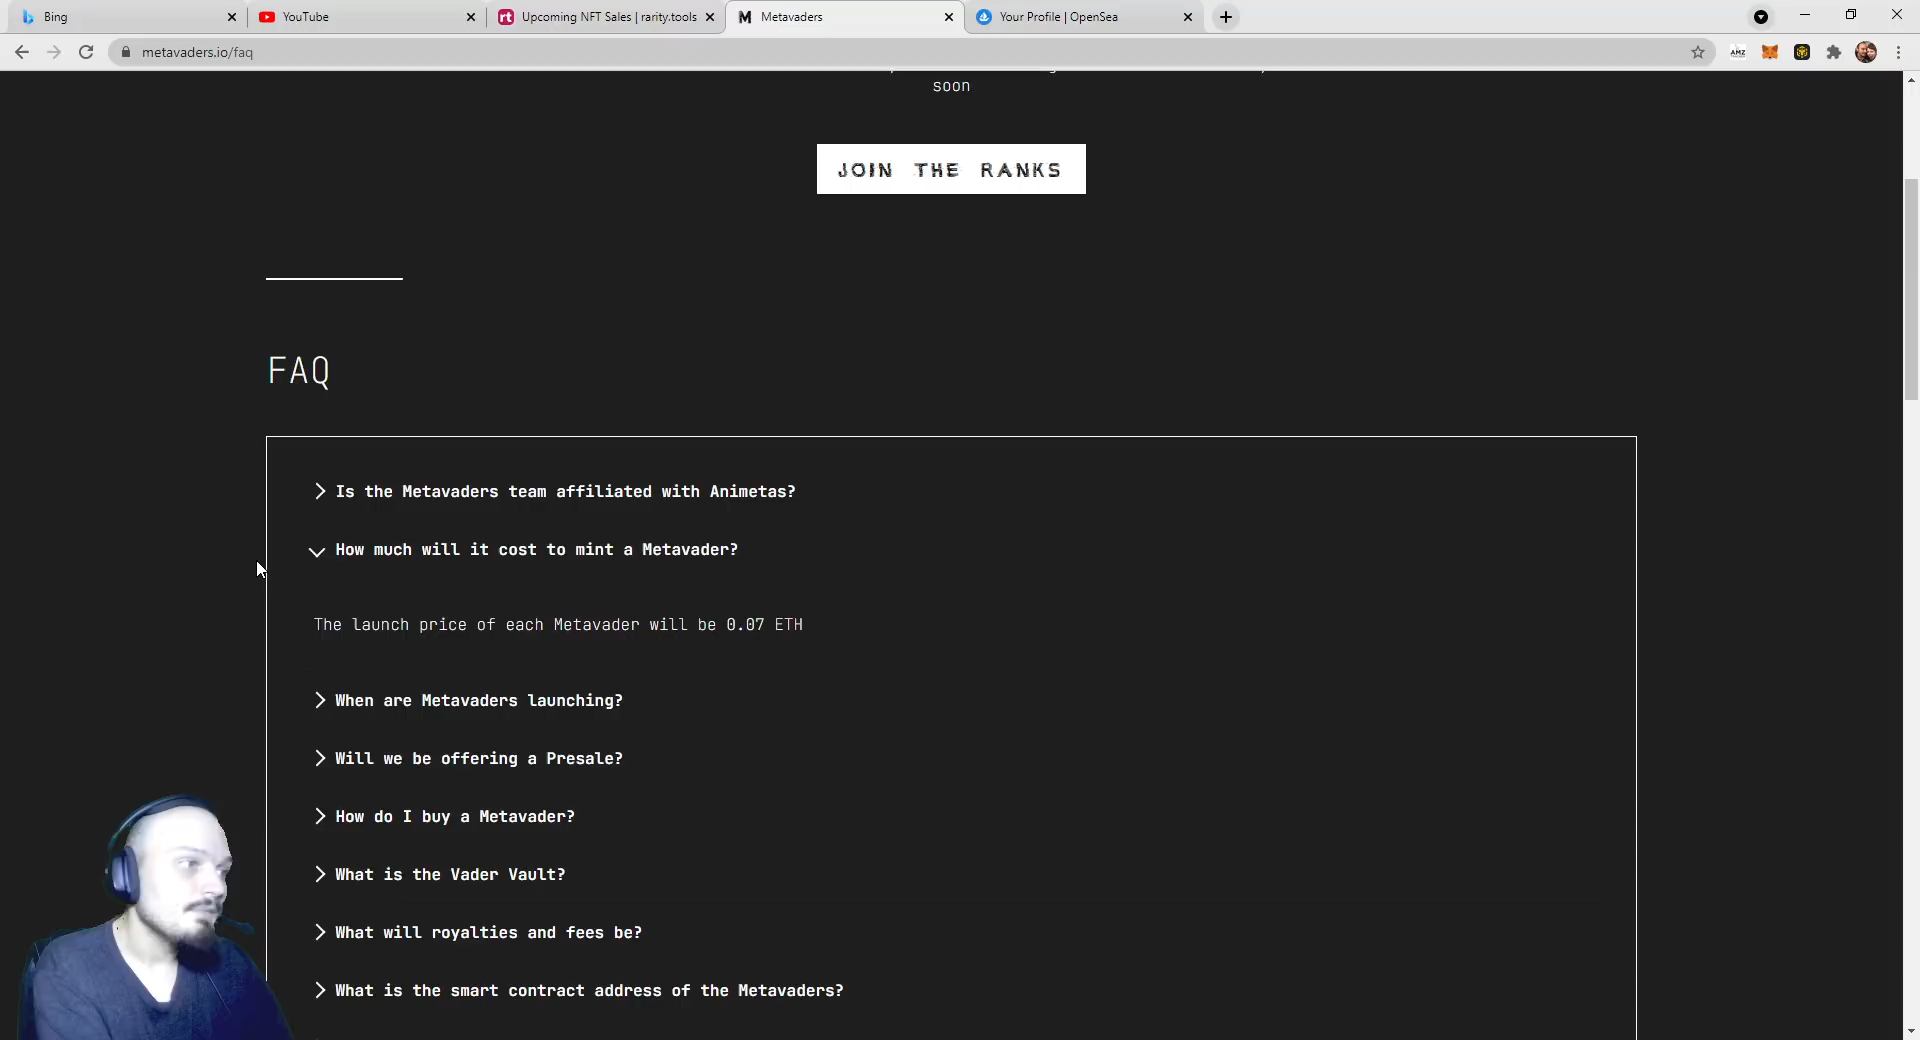 Bing
YouTube
Upcoming NFT Sales | rarity.tools
Metavaders
Your Profile | OpenSea
metavaders.io/faq
AMZ
soon
JOIN THE RANKS
FAQ
Is the Metavaders team affiliated with Animetas?
How much will it cost to mint a Metavader?
The launch price of each Metavader will be 0.07 ETH
When are Metavaders launching?
Will we be offering a Presale?
How do I buy a Metavader?
What is the Vader Vault?
What will royalties and fees be?
What is the smart contract address of the Metavaders?